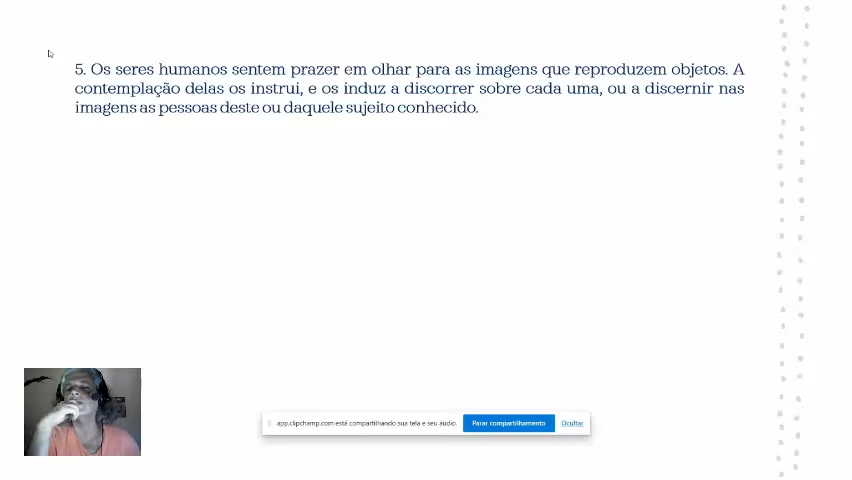 5. Os seres humanos sentem prazer em olhar para as imagens que reproduzem objetos. A
contemplação delas os instrui, e os induz a discorrer sobre cada uma, ou a discernir nas
imagens as pessoas deste ou daquele sujeito conhecido.
app.clipchamp.com está compartilhando sua tela e seu áudio. Parar compartilhamento Ocultar